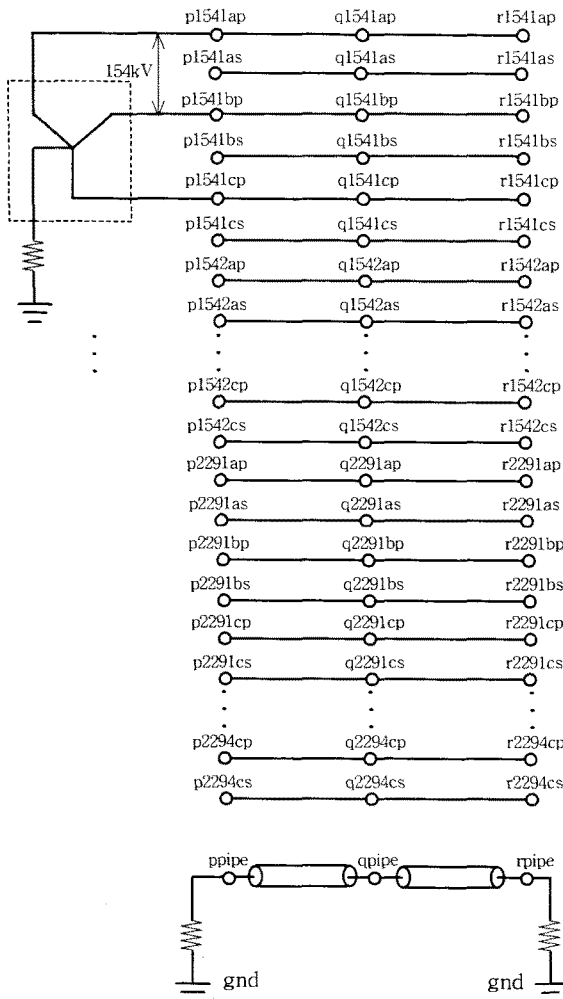 p1541ap q1541ap r1541ap
154kV
p1541as q1541as r1541as
p1541bp q1541bp r1541bp
p1541bs q1541bs r1541bs
p1541cp q1541cp r1541cp
p1541cs q1541cs r1541cs
p1542ap q1542ap r1542ap
p1542as q1542as r1542as
p1542cp q1542cp r1542cp
p1542cs q1542cs r1542cs
p2291ap q2291ap r2291ap
p2291as q2291as r2291as
p2291bp q2291bp r2291bp
p2291bs q2291bs r2291bs
p2291cp q2291cp r2291cp
p2291cs q2291cs r2291cs
p2294cp q2294cp r2294cp
p2294cs q2294cs r2294cs
ppipe qpipe rpipe
gnd gnd